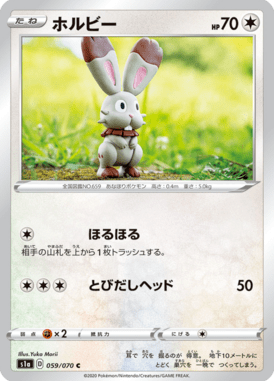 たね ホルビー HP70
全国図鑑NO.659 あなほりポケモン 高さ:0.4m 重さ:5.0kg
ほるほる
相手の山札を上から1枚トラッシュする。
とびだしヘッド 50
弱点 ×2 抵抗力 にげる
Illus.Yuka Morii
耳で 穴を 掘るのが 得意。 地下10メートルに
とどく 巣穴を 一晩で つくってしまう。
s1a D 059/070 C
©2020 Pokémon/Nintendo/Creatures/GAME FREAK.